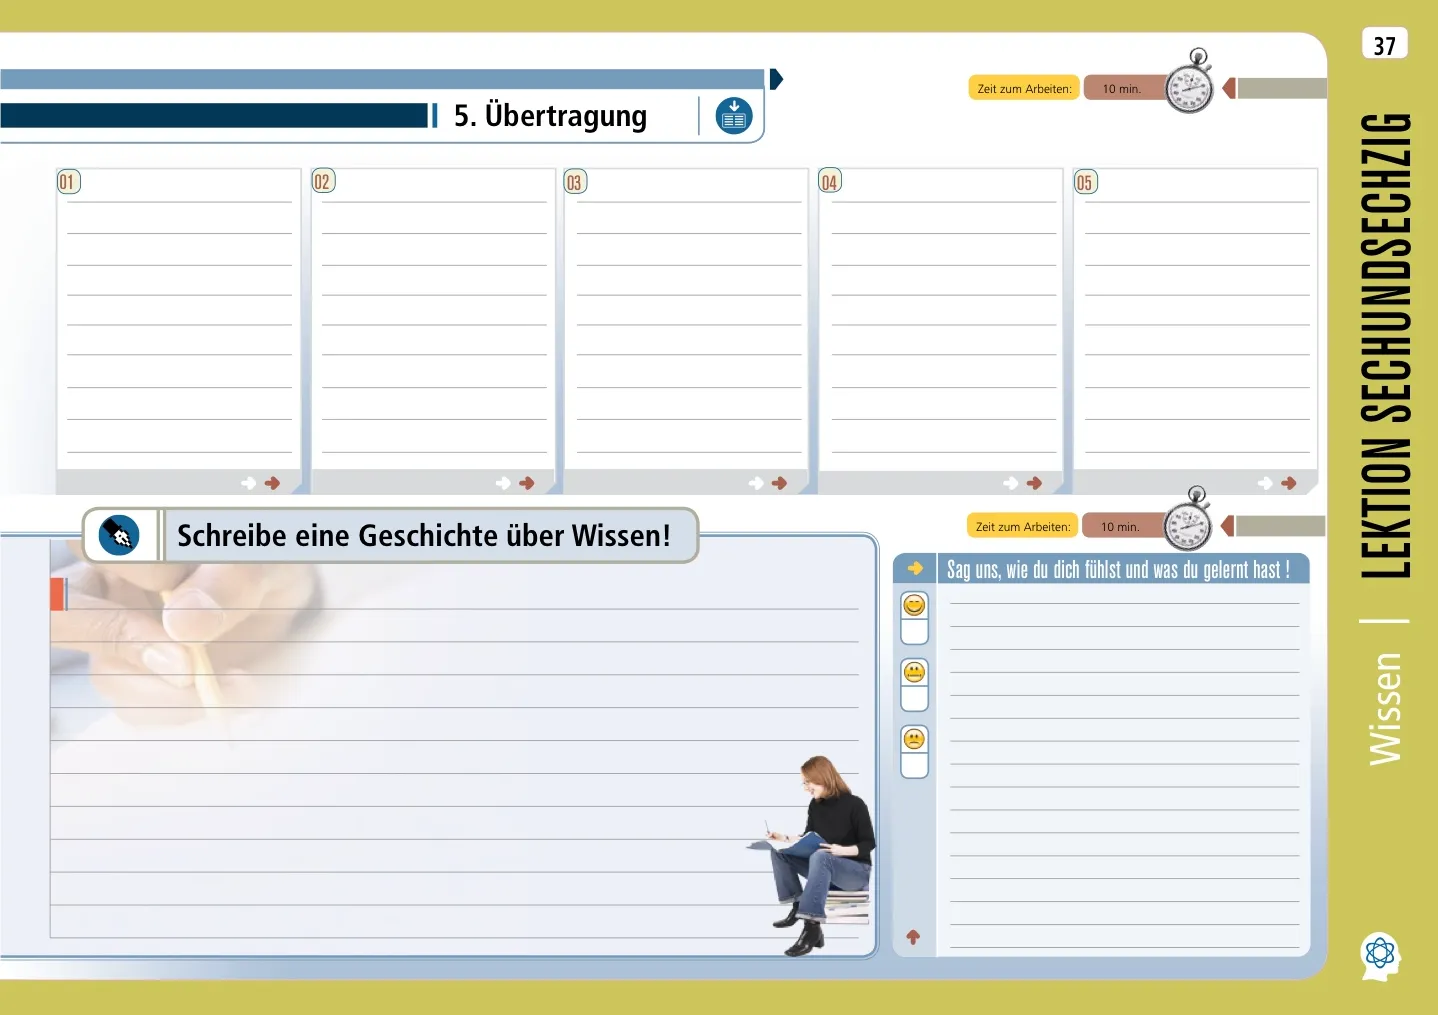 37
Zeit zum Arbeiten:
10 min.
5. Übertragung
01
02
03
04
05
Schreibe eine Geschichte über Wissen!
Zeit zum Arbeiten:
10 min.
Sag uns, wie du dich fühlst und was du gelernt hast !
LEKTION SECHUNDSECHZIG
Wissen